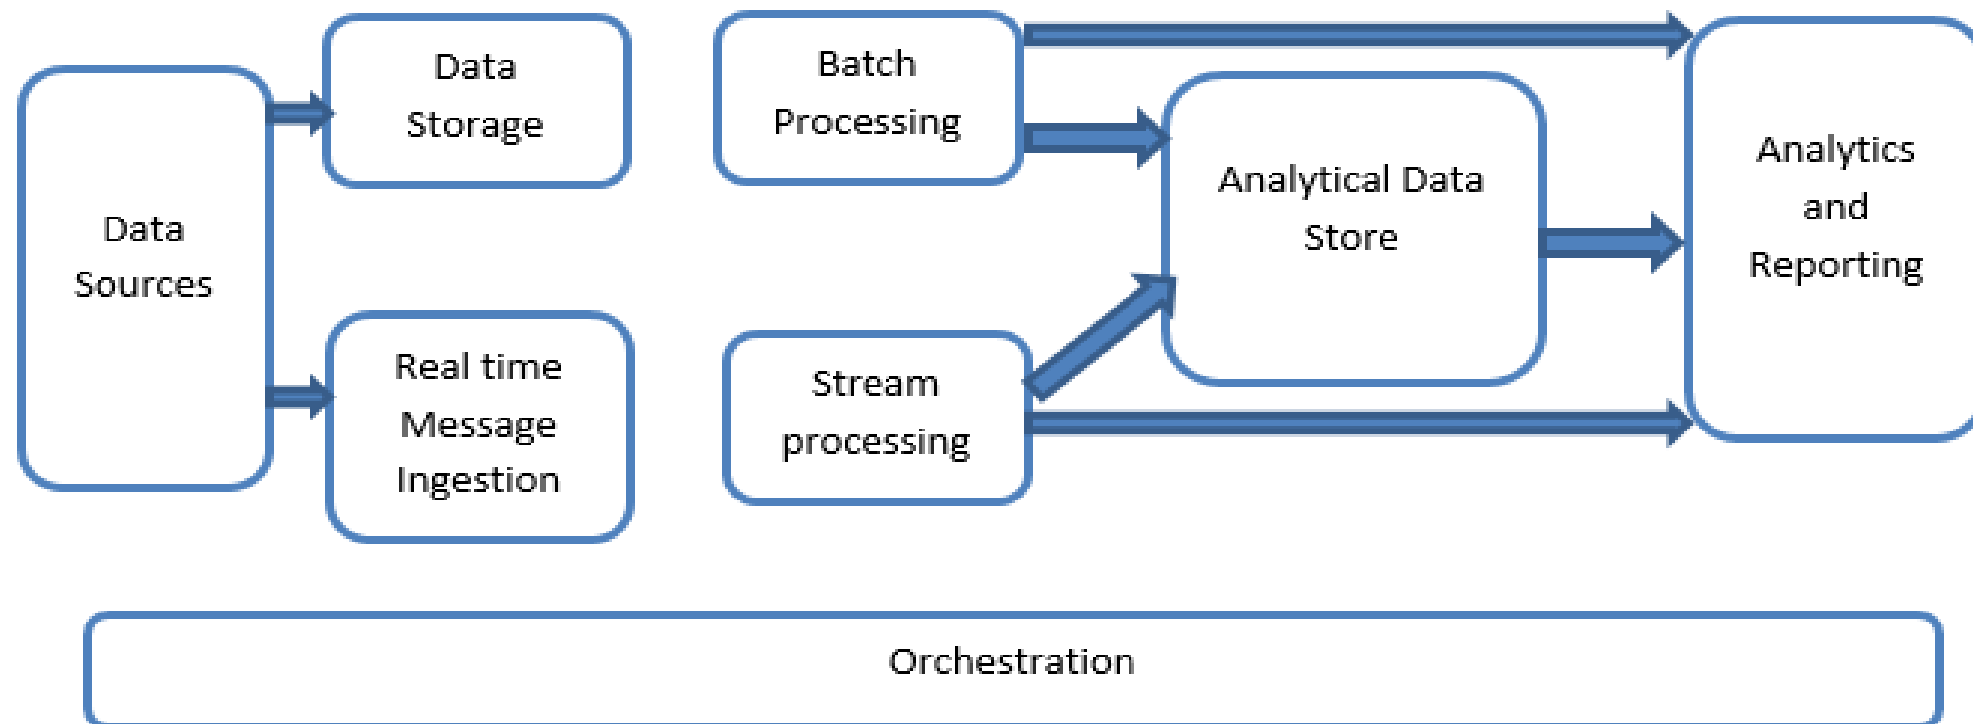 Data
Sources
Data
Storage
Real time
Message
Ingestion
Batch
Processing
Stream
processing
Analytical Data
Store
Analytics
and
Reporting
Orchestration